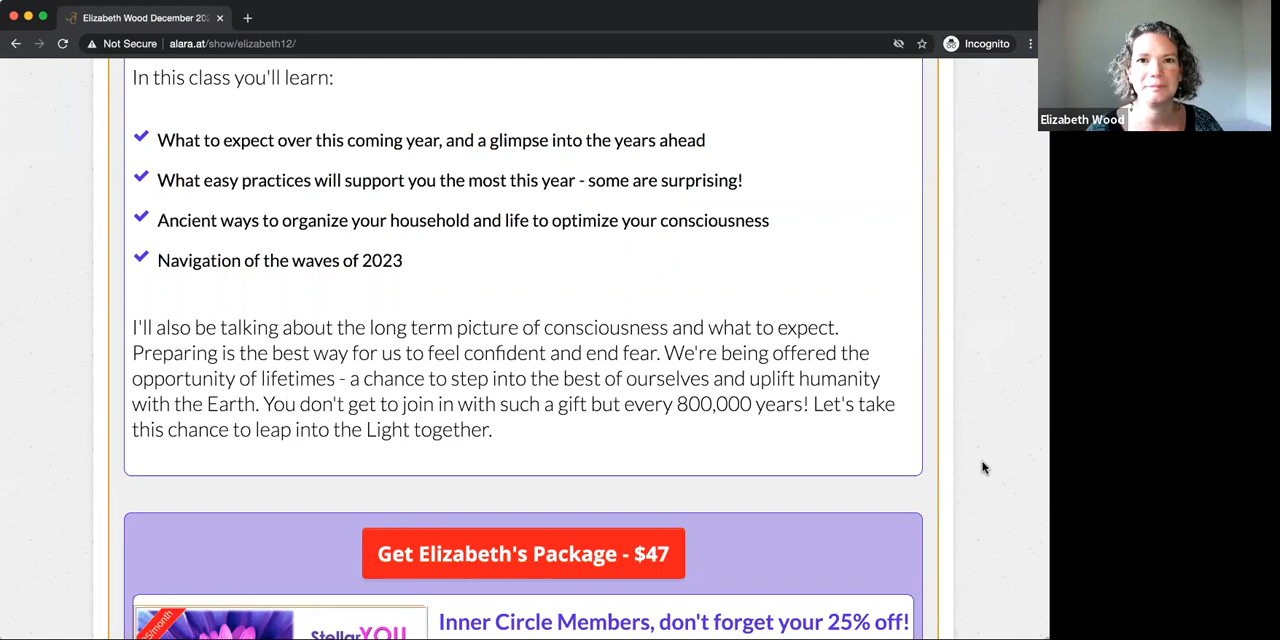 Elizabeth Wood December 202
Not Secure | alara.at/show/elizabeth12/
Incognito
Elizabeth Wood
In this class you'll learn:
What to expect over this coming year, and a glimpse into the years ahead
What easy practices will support you the most this year - some are surprising!
Ancient ways to organize your household and life to optimize your consciousness
Navigation of the waves of 2023
I'll also be talking about the long term picture of consciousness and what to expect.
Preparing is the best way for us to feel confident and end fear. We're being offered the
opportunity of lifetimes - a chance to step into the best of ourselves and uplift humanity
with the Earth. You don't get to join in with such a gift but every 800,000 years! Let's take
this chance to leap into the Light together.
Get Elizabeth's Package - $47
Inner Circle Members, don't forget your 25% off!
StellarYOU